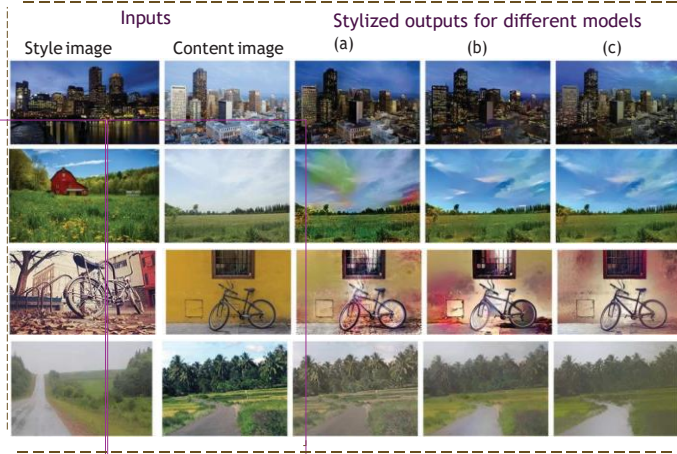 Inputs
Stylized outputs for different models
Style image
Content image
(a)
(b)
(c)